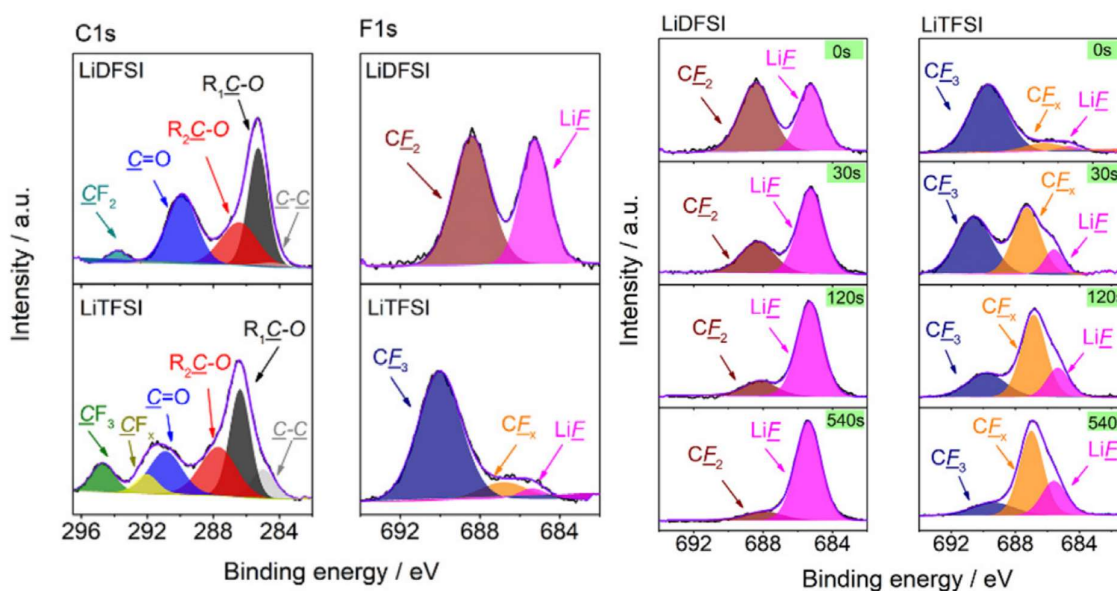 C1s
LiDFSI
R₁C-O
R₂C-O
C=O
CF₂
C-C
LiTFSI
R₁C-O
R₂C-O
C=O
CF₃
CFₓ
C-C
296 292 288 284
Intensity / a.u.
F1s
LiDFSI
CF₂
LiF
LiTFSI
CF₃
CFₓ
LiF
692 688 684
Binding energy / eV
LiDFSI
0s
CF₂
LiF
30s
CF₂
LiF
120s
CF₂
LiF
540s
CF₂
LiF
692 688 684
Intensity / a.u.
LiTFSI
0s
CF₃
CFₓ
LiF
30s
CF₃
CFₓ
LiF
120s
CF₃
CFₓ
LiF
540
CF₃
CFₓ
LiF
692 688 684
Binding energy / eV